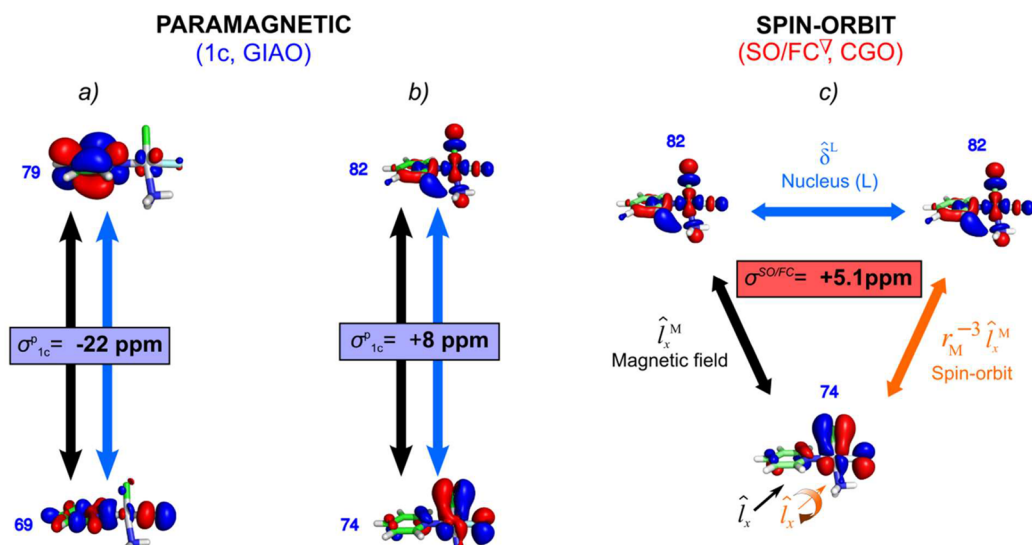 PARAMAGNETIC
(1c, GIAO)
SPIN-ORBIT
(SO/FC∇, CGO)
a)
b)
c)
79
82
82
82
δ̂ᴸ
Nucleus (L)
σᵖ1c= -22 ppm
σᵖ1c= +8 ppm
σSO/FC= +5.1ppm
l̂ₓᴹ
Magnetic field
rM⁻³ l̂ₓᴹ
Spin-orbit
74
69
74
l̂ₓ
l̂ₓ